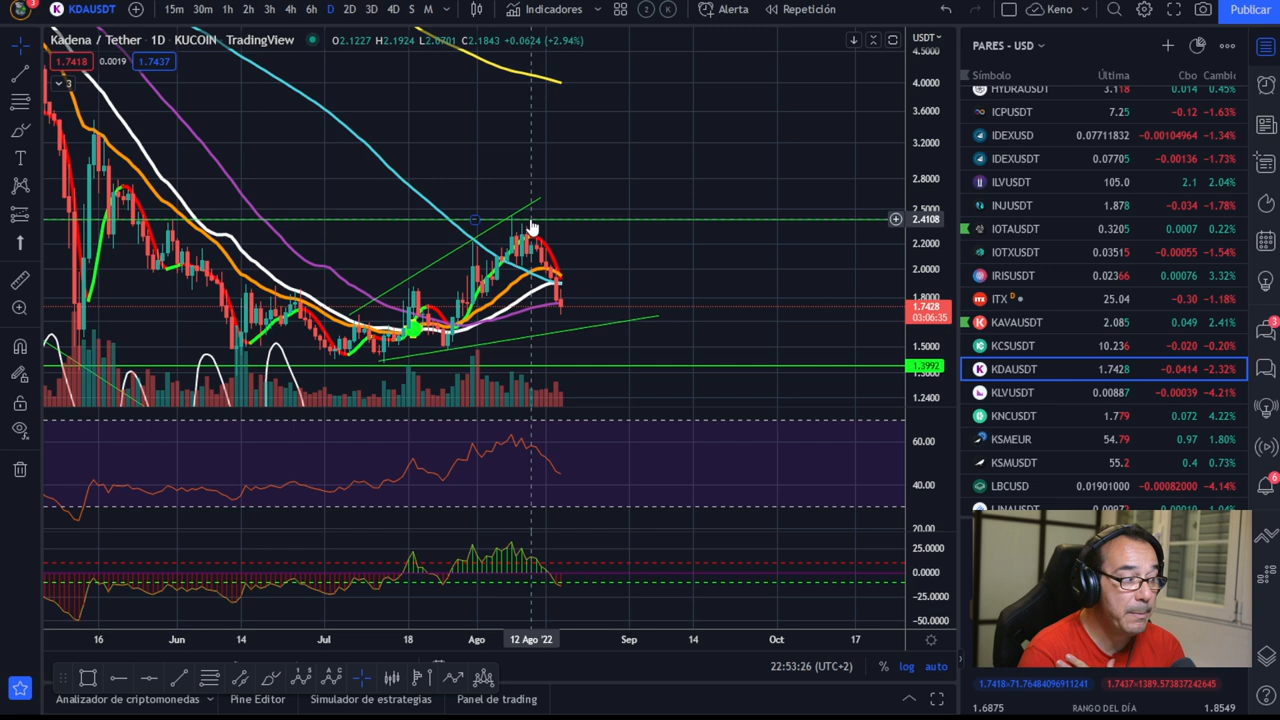 KDAUSDT
15m 30m 1h 2h 3h 4h 6h D 2D 3D 4D S M
Indicadores
2
K
Alerta
Repetición
Keno
Publicar
Kadena / Tether · 1D · KUCOIN TradingView
O2.1227 H2.1924 L2.0701 C2.1843 +0.0624 (+2.94%)
1.7418 0.0019 1.7437
3
USDT
4.5000
4.0000
3.6000
3.2000
2.8000
2.5000
2.4108
2.2000
2.0000
1.8000
1.7428
03:06:35
1.5000
1.3992
1.2400
60.00
40.00
20.00
25.0000
0.0000
-25.0000
-50.0000
16 Jun 14 Jul 18 Ago 12 Ago '22 Sep 14 Oct 17
22:53:26 (UTC+2)
% log auto
Analizador de criptomonedas Pine Editor Simulador de estrategias Panel de trading
PARES - USD
Símbolo Última Cbo Cambic
HYDRAUSDT 3.118 0.014 0.45%
ICPUSDT 7.25 −0.12 −1.63%
IDEXUSD 0.07711832 −0.00104964 −1.34%
IDEXUSDT 0.07705 −0.00136 −1.73%
ILVUSDT 105.0 2.1 2.04%
INJUSDT 1.878 −0.034 −1.78%
IOTAUSDT 0.3205 0.0007 0.22%
IOTXUSDT 0.03515 −0.00055 −1.54%
IRISUSDT 0.02366 0.00076 3.32%
ITX D 25.04 −0.30 −1.18%
KAVAUSDT 2.085 0.049 2.41%
KCSUSDT 10.236 −0.020 −0.20%
KDAUSDT 1.7428 −0.0414 −2.32%
KLVUSDT 0.00887 −0.00039 −4.21%
KNCUSDT 1.779 0.072 4.22%
KSMEUR 54.79 0.97 1.80%
KSMUSDT 55.2 0.4 0.73%
LBCUSD 0.01901000 −0.00082000 −4.14%
3
6
1.7418=71.76484096911241 1.7437=1389.573837242645
1.6875 RANGO DEL DÍA 1.8549